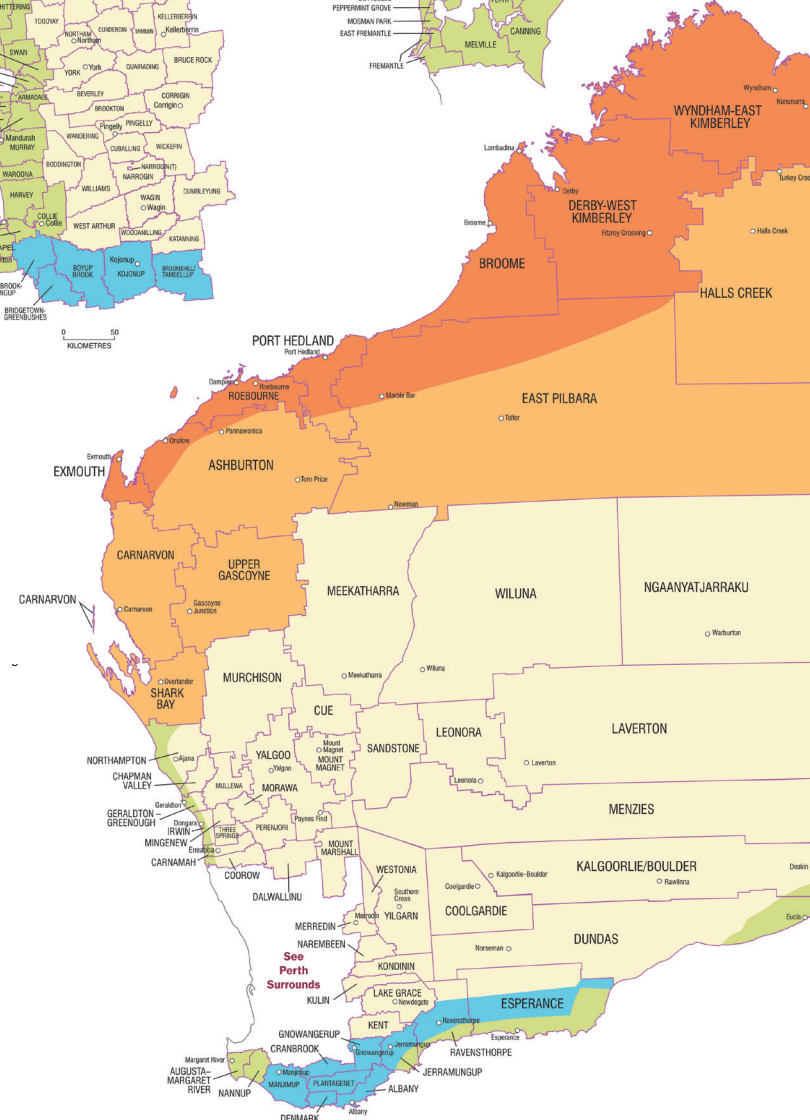 HITTERING
TOODYAY
KELLERBERRIN
NORTHAM
Northam
CUNDERDIN
TAMMIN
Kellerberrin
SWAN
YORK
York
QUAIRADING
BRUCE ROCK
ARMADALE
BEVERLEY
BROOKTON
CORRIGIN
Corrigin
Mandurah
MURRAY
WANDERING
Pingelly
PINGELLY
CUBALLING
WICKEPIN
WAROONA
BODDINGTON
NARROGIN(T)
NARROGIN
HARVEY
WILLIAMS
DUMBLEYUNG
WAGIN
Wagin
COLLIE
Collie
WEST ARTHUR
WOODANILLING
KATANNING
APEL
rton
BOYUP
BROOK
Kojonup
KOJONUP
BROOMEHILL/
TAMBELLUP
BROOK-
NGUP
BRIDGETOWN-
GREENBUSHES
0 50
KILOMETRES
PEPPERMINT GROVE
MOSMAN PARK
EAST FREMANTLE
FREMANTLE
MELVILLE
CANNING
Wyndham
Kununurra
WYNDHAM-EAST
KIMBERLEY
Lombadina
Turkey Cree
Derby
DERBY-WEST
KIMBERLEY
Broome
Fitzroy Crossing
Halls Creek
BROOME
HALLS CREEK
PORT HEDLAND
Port Hedland
Dampier
Roebourne
ROEBOURNE
Marble Bar
EAST PILBARA
Telfer
Pannawonica
Onslow
Exmouth
EXMOUTH
ASHBURTON
Tom Price
Newman
CARNARVON
UPPER
GASCOYNE
MEEKATHARRA
WILUNA
NGAANYATJARRAKU
CARNARVON
Carnarvon
Gascoyne
Junction
Warburton
Overlander
SHARK
BAY
MURCHISON
Meekatharra
Wiluna
CUE
SANDSTONE
LEONORA
LAVERTON
NORTHAMPTON
Ajana
YALGOO
Yalgoo
Mount
Magnet
MOUNT
MAGNET
Laverton
Leonora
CHAPMAN
VALLEY
MULLEWA
MORAWA
Geraldton
GERALDTON –
GREENOUGH
MENZIES
Dongara
IRWIN
THREE
SPRINGS
PERENJORI
Paynes Find
MINGENEW
Eneabba
CARNAMAH
COOROW
DALWALLINU
MOUNT
MARSHALL
WESTONIA
Kalgoorlie–Boulder
KALGOORLIE/BOULDER
Deakin
Coolgardie
Rawlinna
Southern
Cross
YILGARN
COOLGARDIE
Merredin
MERREDIN
Eucla
NAREMBEEN
Norseman
DUNDAS
See
Perth
Surrounds
KONDININ
KULIN
LAKE GRACE
Newdegate
ESPERANCE
KENT
Ravensthorpe
GNOWANGERUP
Gnowangerup
Jerramungup
Esperance
CRANBROOK
RAVENSTHORPE
Margaret River
JERRAMUNGUP
AUGUSTA–
MARGARET
RIVER
NANNUP
Manjimup
MANJIMUP
PLANTAGENET
ALBANY
Albany
DENMARK